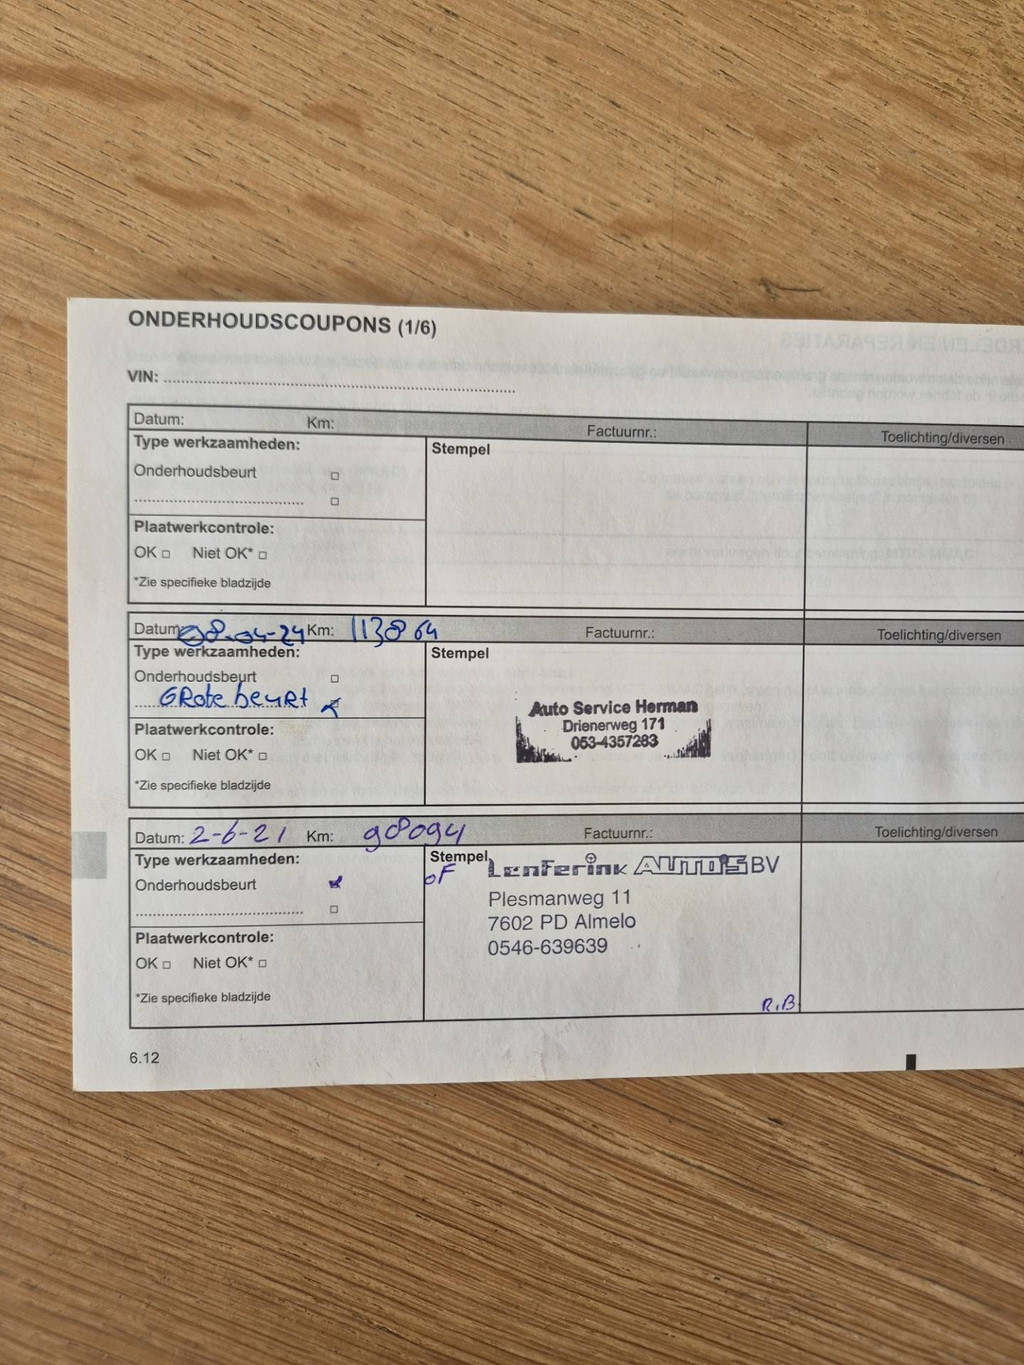 ONDERHOUDSCOUPONS (1/6)
VIN: ....................
Datum: Km: Factuurnr.: Toelichting/diversen
Type werkzaamheden: Stempel
Onderhoudsbeurt □
.................... □
Plaatwerkcontrole:
OK □ Niet OK* □
*Zie specifieke bladzijde
Datum: 08-04-24 Km: 113864 Factuurnr.: Toelichting/diversen
Type werkzaamheden: Stempel
Onderhoudsbeurt □
GRote beurt
Auto Service Herman
Drienerweg 171
053-4357283
Plaatwerkcontrole:
OK □ Niet OK* □
*Zie specifieke bladzijde
Datum: 2-6-21 Km: 98094 Factuurnr.: Toelichting/diversen
Type werkzaamheden: Stempel
Onderhoudsbeurt
.................... □
OF
Lenferink AUTO'S BV
Plesmanweg 11
7602 PD Almelo
0546-639639
Plaatwerkcontrole:
OK □ Niet OK* □
*Zie specifieke bladzijde
R.B.
6.12